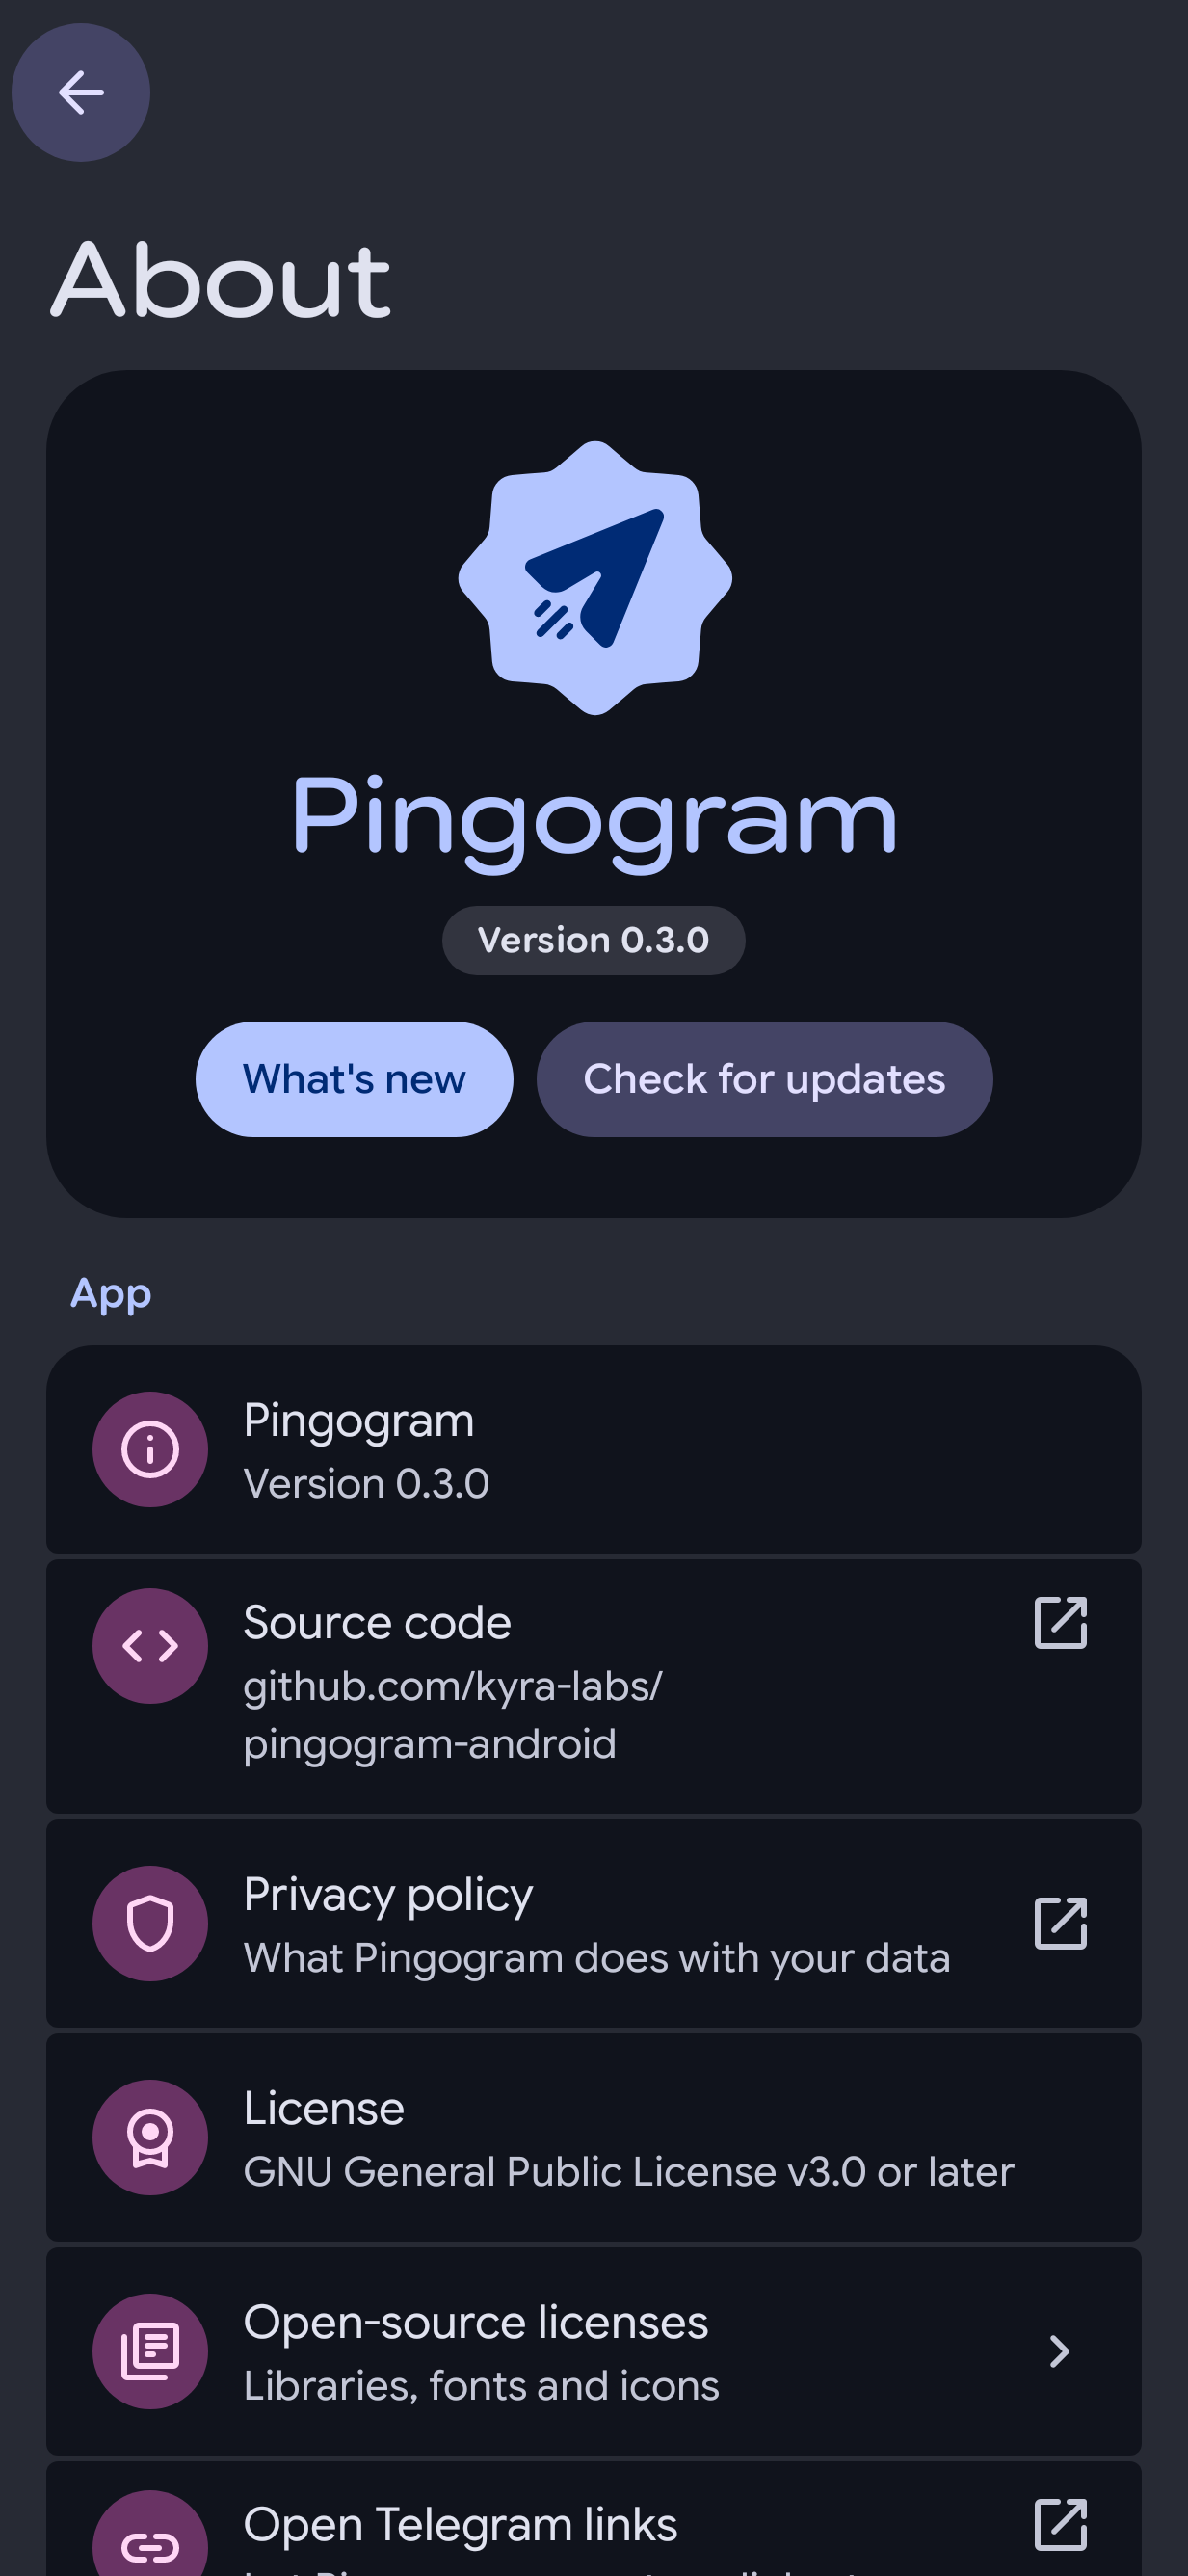 About
Pingogram
Version 0.3.0
What's new
Check for updates
App
Pingogram
Version 0.3.0
Source code
github.com/kyra-labs/
pingogram-android
Privacy policy
What Pingogram does with your data
License
GNU General Public License v3.0 or later
Open-source licenses
Libraries, fonts and icons
Open Telegram links